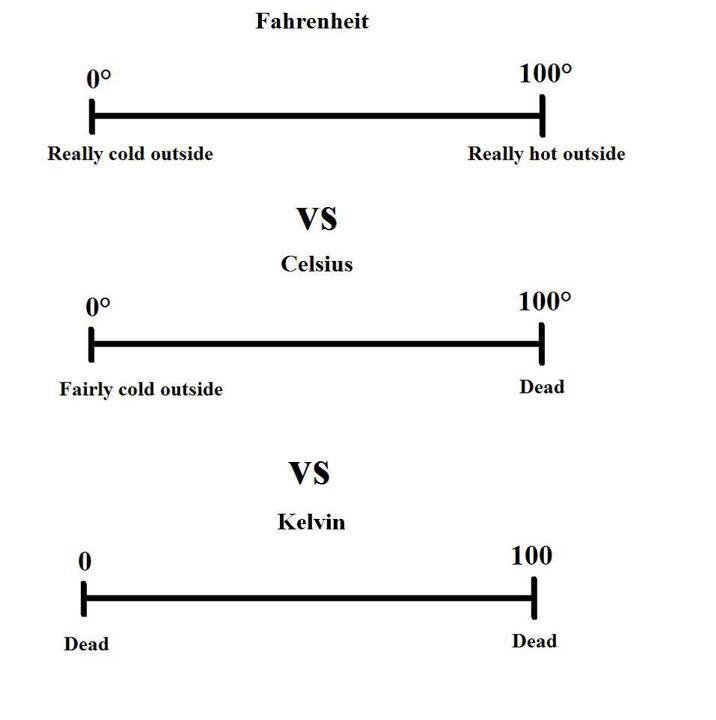 Fahrenheit
0° 100°
Really cold outside Really hot outside
VS
Celsius
0° 100°
Fairly cold outside Dead
VS
Kelvin
0 100
Dead Dead